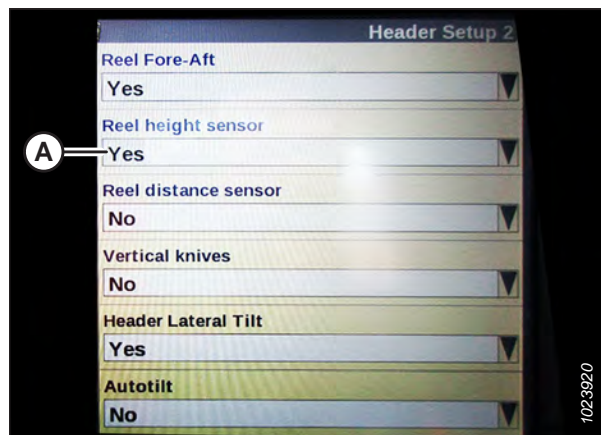 Header Setup 2
Reel Fore-Aft
Yes
Reel height sensor
A
Yes
Reel distance sensor
No
Vertical knives
No
Header Lateral Tilt
Yes
Autotilt
No
1023920